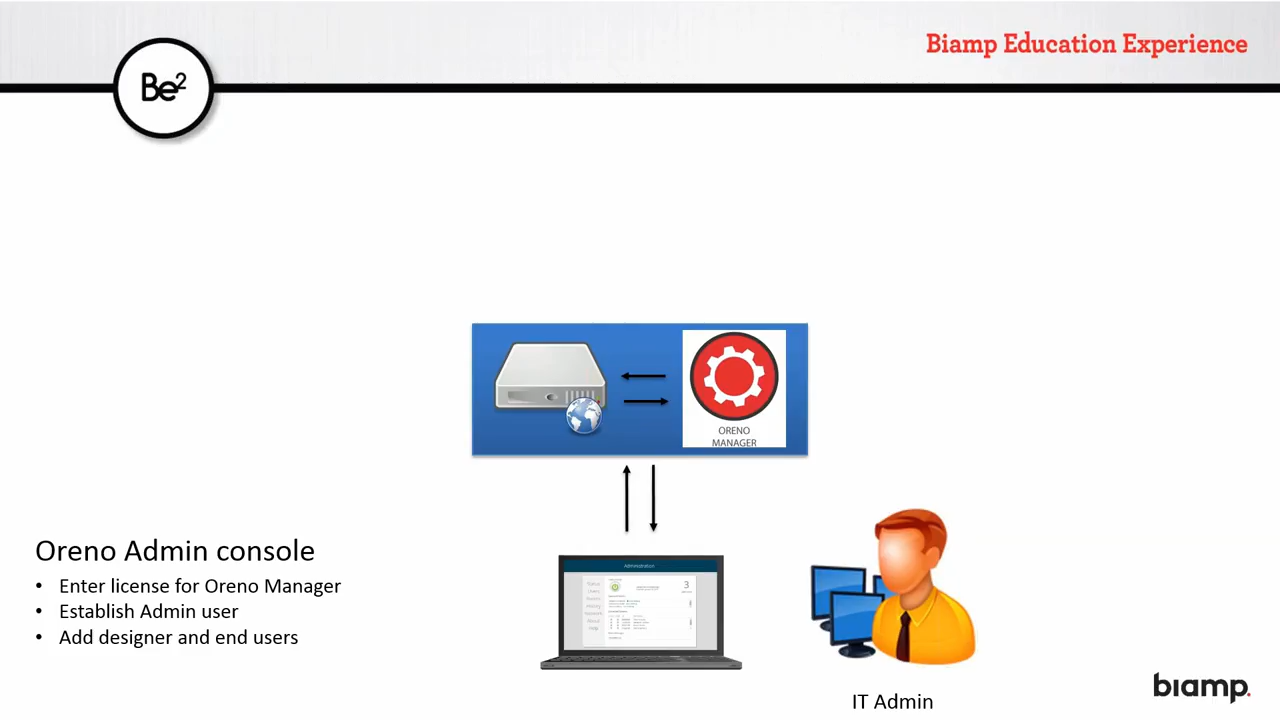 Biamp Education Experience
Be²
ORENO
MANAGER
Oreno Admin console
• Enter license for Oreno Manager
• Establish Admin user
• Add designer and end users
Administration
3
IT Admin
biamp.